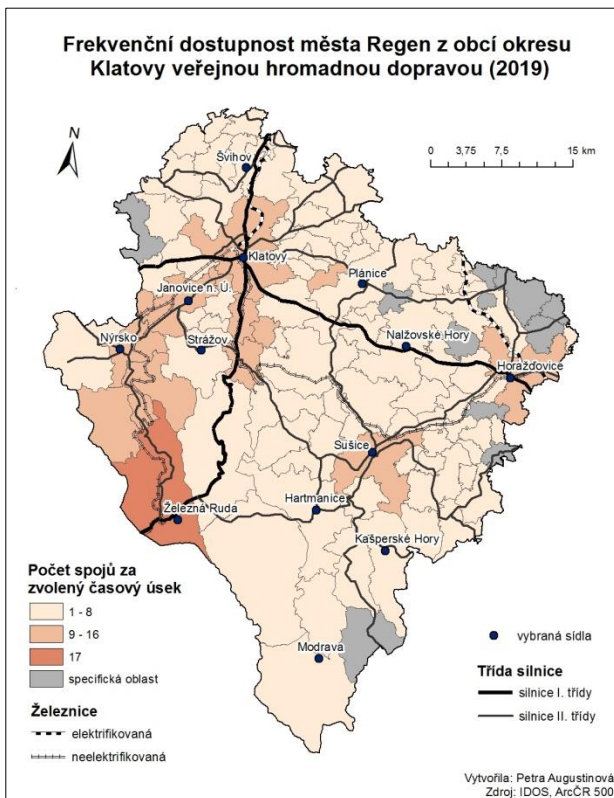 Frekvenční dostupnost města Regen z obcí okresu
Klatovy veřejnou hromadnou dopravou (2019)
N
0 3,75 7,5 15 km
Švihov
Klatovy
Plánice
Janovice n. Ú.
Nýrsko
Strážov
Nalžovské Hory
Horažďovice
Sušice
Hartmanice
Železná Ruda
Kašperské Hory
Modrava
Počet spojů za
zvolený časový úsek
1 - 8
9 - 16
17
specifická oblast
Železnice
elektrifikovaná
neelektrifikovaná
vybraná sídla
Třída silnice
silnice I. třídy
silnice II. třídy
Vytvořila: Petra Augustinová
Zdroj: IDOS, ArcČR 500